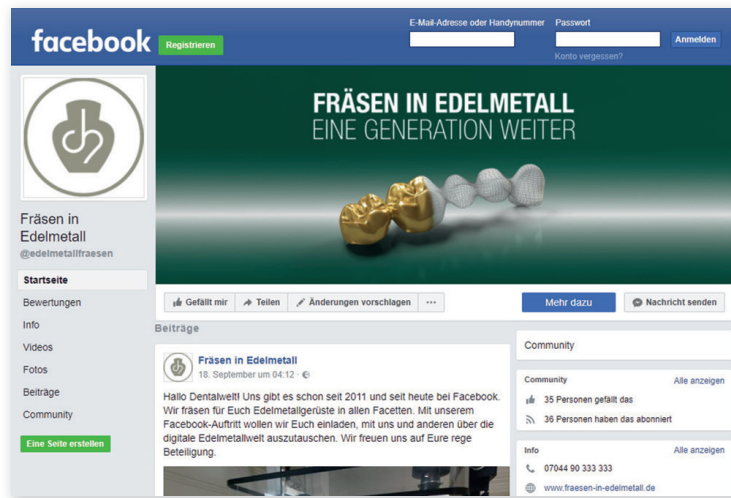 E-Mail-Adresse oder Handynummer
Passwort
facebook
Registrieren
Anmelden
Konto vergessen?
FRÄSEN IN EDELMETALL
EINE GENERATION WEITER
Fräsen in
Edelmetall
@edelmetallfraesen
Startseite
Bewertungen
Info
Videos
Fotos
Beiträge
Community
Eine Seite erstellen
Gefällt mir
Teilen
Änderungen vorschlagen
Mehr dazu
Nachricht senden
Beiträge
Fräsen in Edelmetall
18. September um 04:12 ·
Hallo Dentalwelt! Uns gibt es schon seit 2011 und seit heute bei Facebook.
Wir fräsen für Euch Edelmetallgerüste in allen Facetten. Mit unserem
Facebook-Auftritt wollen wir Euch einladen, mit uns und anderen über die
digitale Edelmetallwelt auszutauschen. Wir freuen uns auf Eure rege
Beteiligung.
Community
Community
Alle anzeigen
35 Personen gefällt das
36 Personen haben das abonniert
Info
Alle anzeigen
07044 90 333 333
www.fraesen-in-edelmetall.de